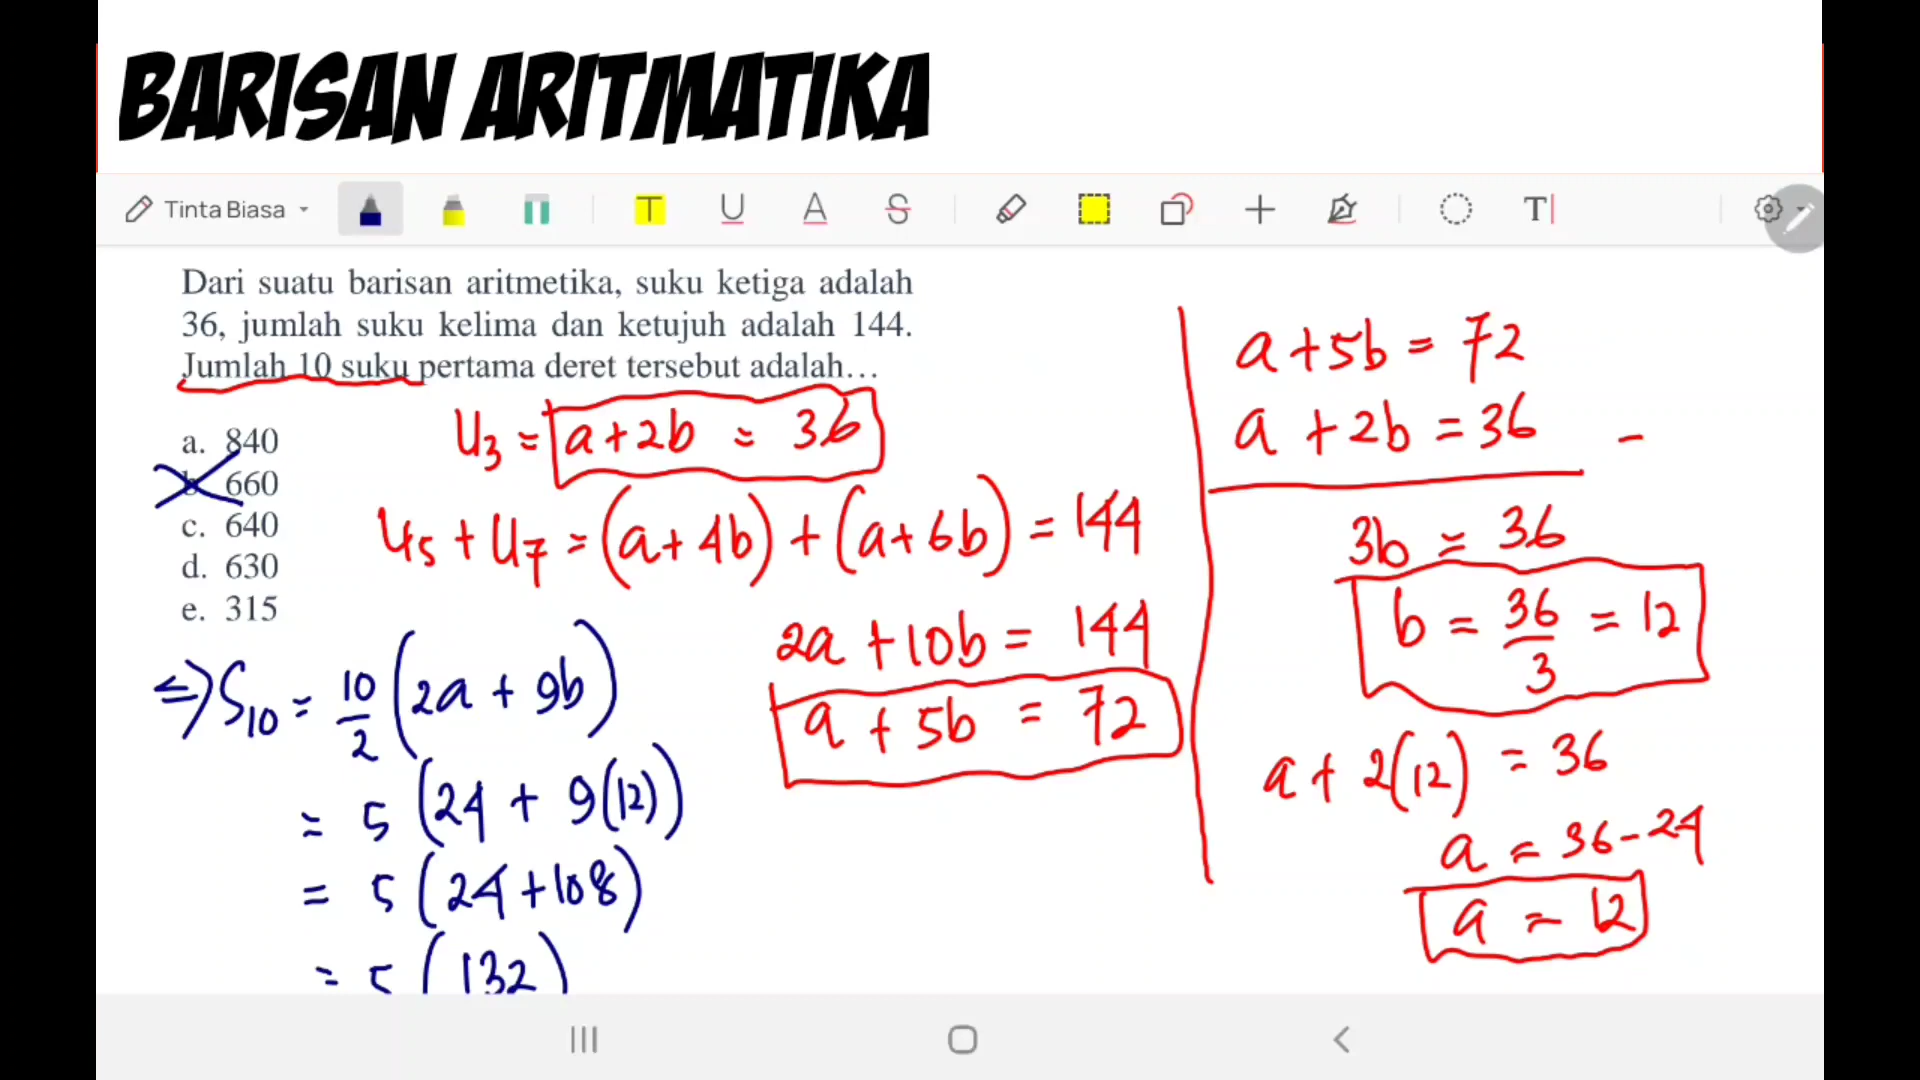 BARISAN ARITMATIKA
Tinta Biasa
Dari suatu barisan aritmetika, suku ketiga adalah
36, jumlah suku kelima dan ketujuh adalah 144.
Jumlah 10 suku pertama deret tersebut adalah...
a. 840
b 660
c. 640
d. 630
e. 315
U3 = a+2b = 36
U5 + U7 = (a+4b) + (a+6b) = 144
2a + 10b = 144
a + 5b = 72
⇔ S10 = 10/2 (2a + 9b)
= 5 (24 + 9(12))
= 5 (24+108)
= 5 (132)
a+5b = 72
a + 2b = 36 −
3b = 36
b = 36/3 = 12
a + 2(12) = 36
a = 36-24
a = 12